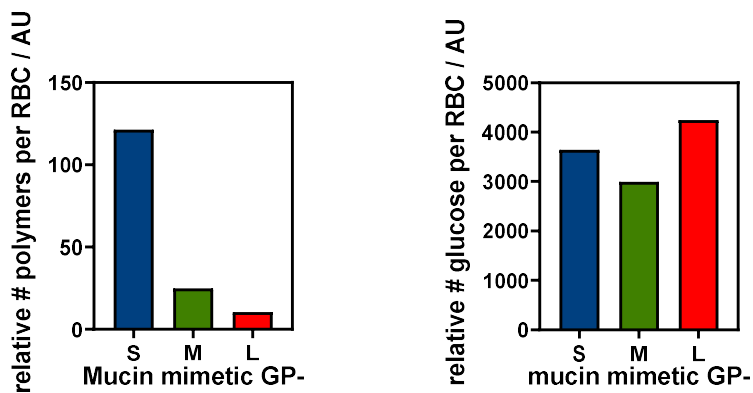 relative # polymers per RBC / AU
150
100
50
0
S M L
Mucin mimetic GP-
relative # glucose per RBC / AU
5000
4000
3000
2000
1000
0
S M L
mucin mimetic GP-